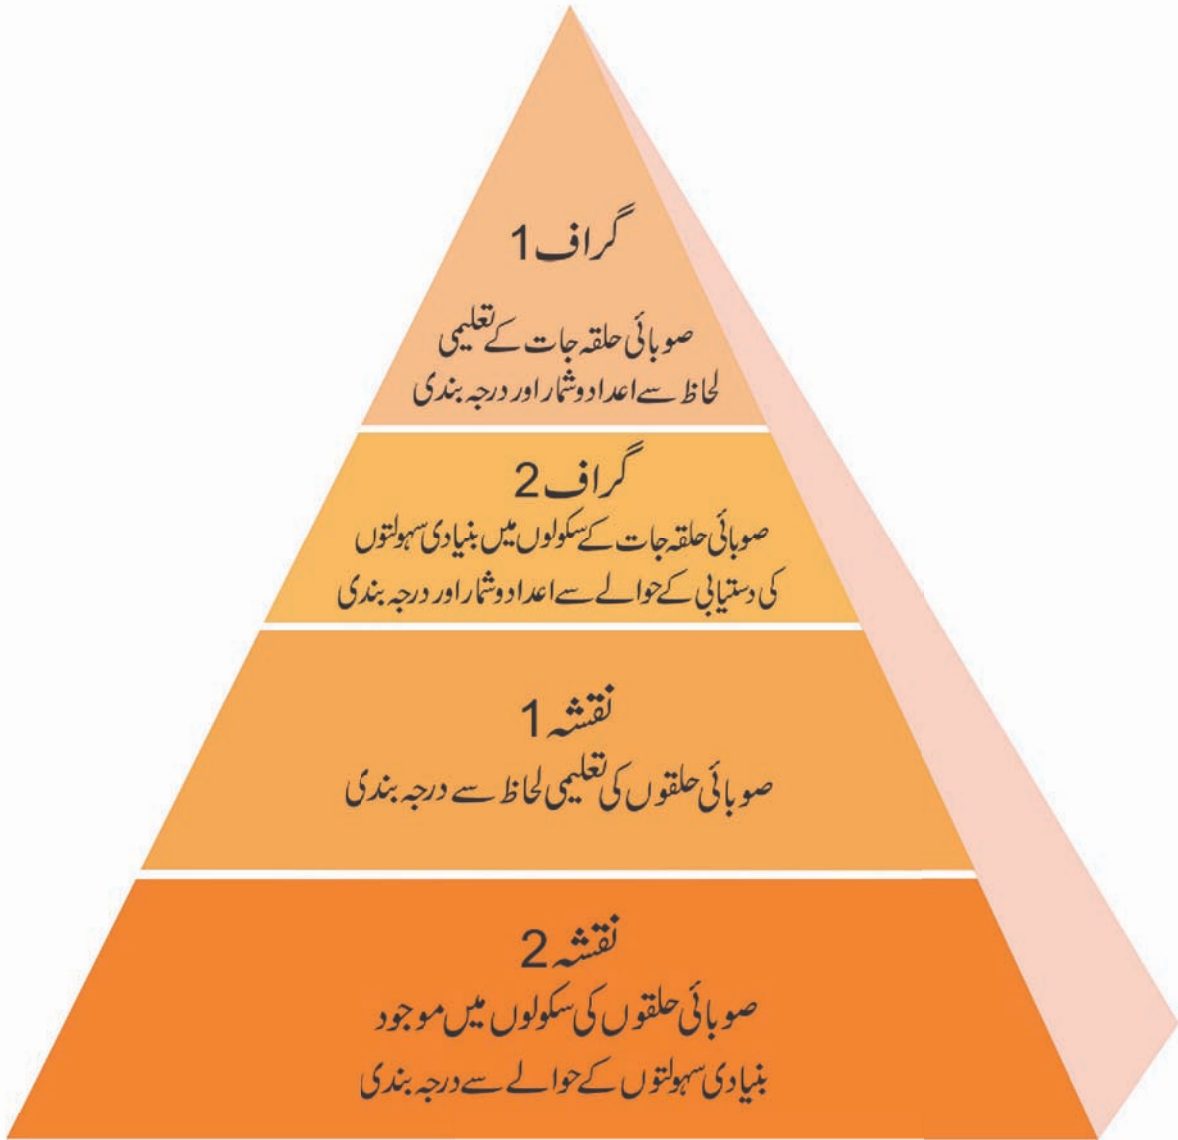 گراف 1
صوبائی حلقہ جات کے تعلیمی
لحاظ سے اعداد و شمار اور درجہ بندی
گراف 2
صوبائی حلقہ جات کے سکولوں میں بنیادی سہولتوں
کی دستیابی کے حوالے سے اعداد و شمار اور درجہ بندی
نقشہ 1
صوبائی حلقوں کی تعلیمی لحاظ سے درجہ بندی
نقشہ 2
صوبائی حلقوں کی سکولوں میں موجود
بنیادی سہولتوں کے حوالے سے درجہ بندی